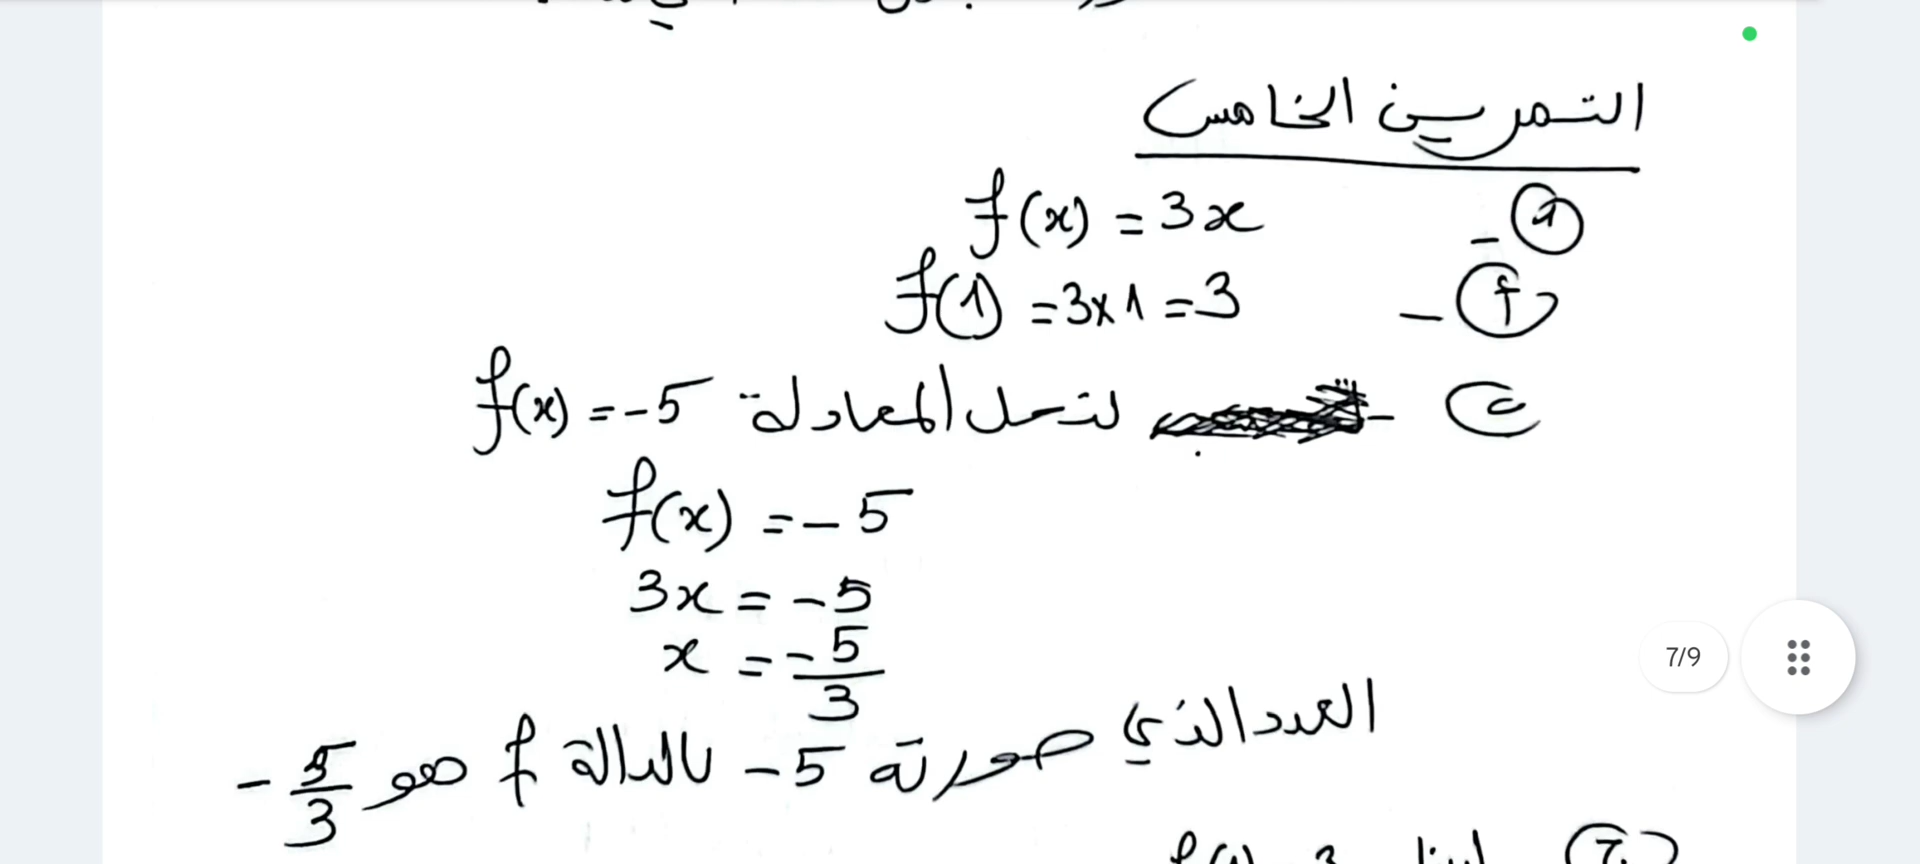 التمرين الخامس
1 - f(x) = 3x
أ - f(1) = 3×1 = 3
ب - لنحل المعادلة f(x) = -5
f(x) = -5
3x = -5
x = -5/3
7/9
العدد الذي صورته -5 بالدالة f هو -5/3